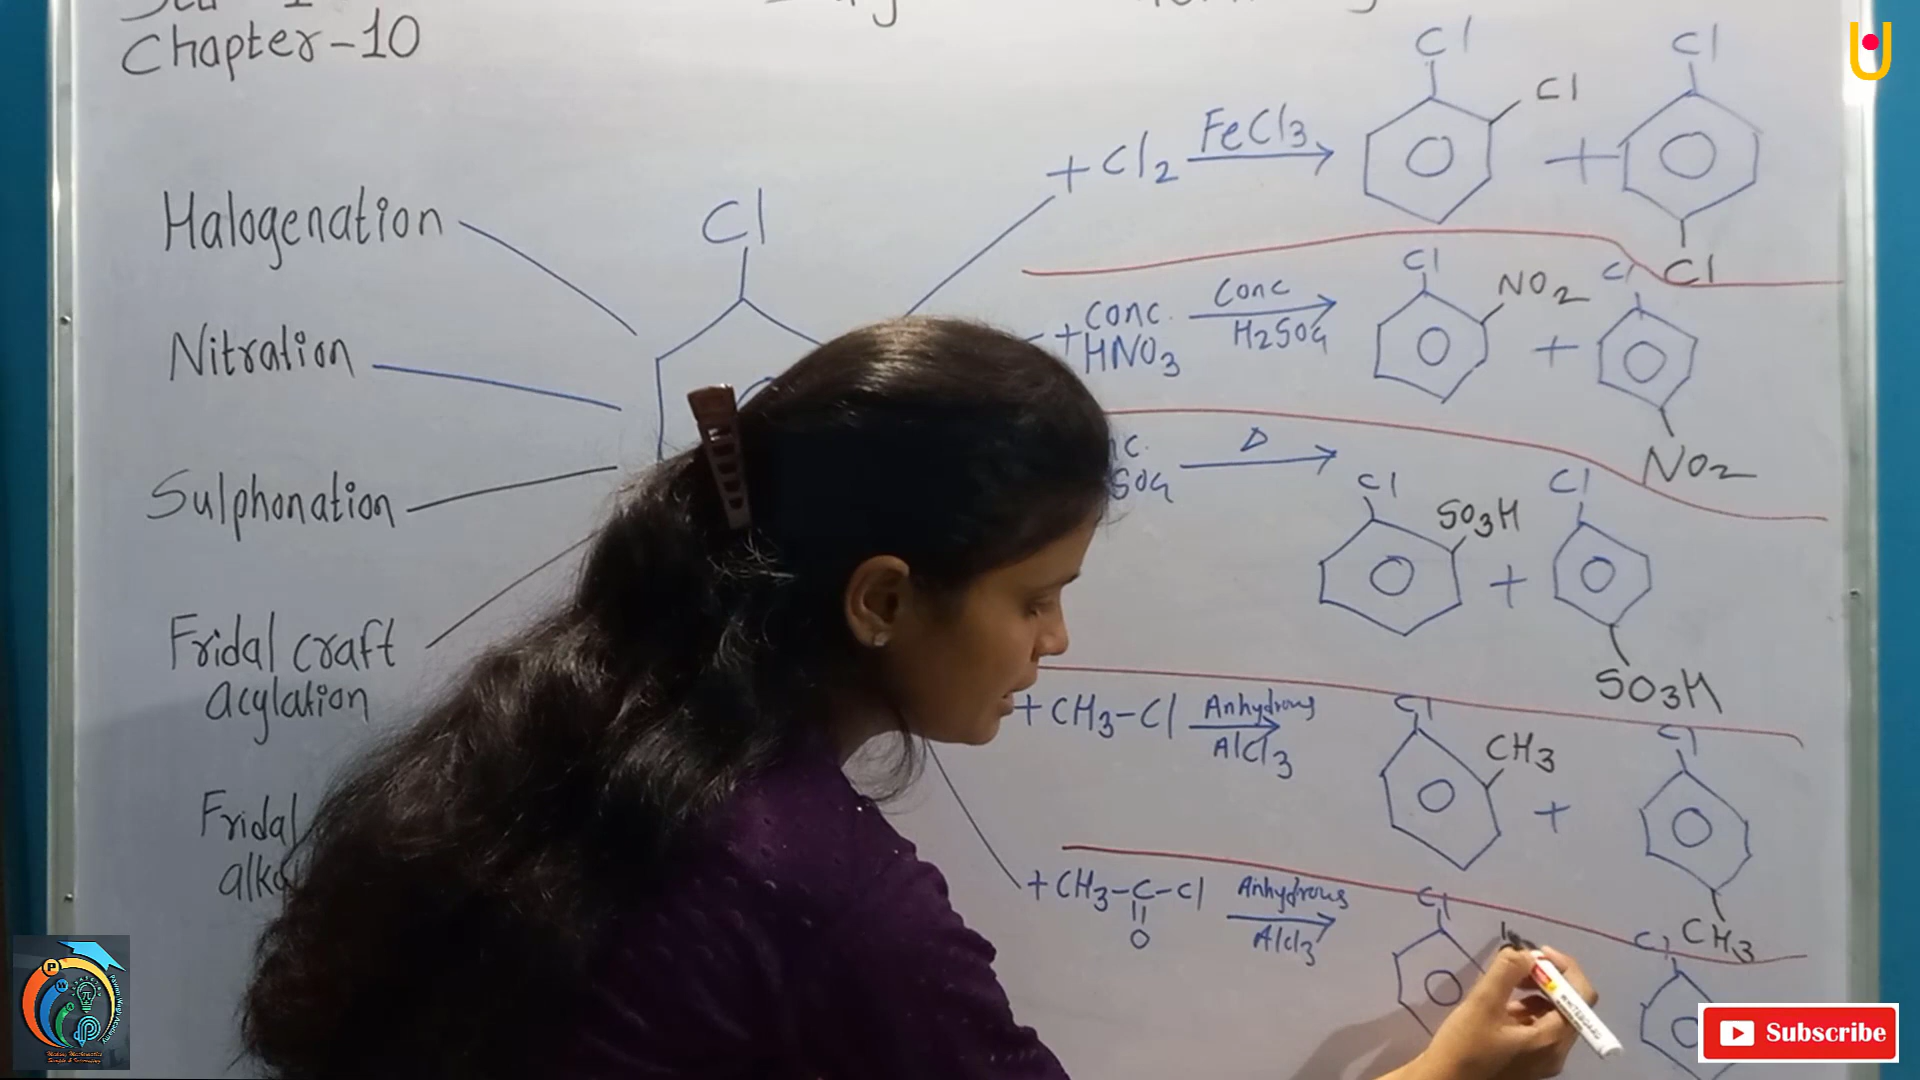 Chapter-10
Halogenation
Nitration
Sulphonation
Fridal craft
acylation
Fridal
Cl
+ Cl2 FeCl3
Cl
Cl
+
Cl
Cl
+ Conc. HNO3
Conc
H2SO4
Cl
NO2
+
Cl
NO2
SO4
Δ
Cl
SO3H
+
Cl
SO3H
+ CH3-Cl
Anhydrous
AlCl3
Cl
CH3
+
Cl
CH3
+ CH3-C-Cl
O
Anhydrous
AlCl3
Cl
Cl
Subscribe